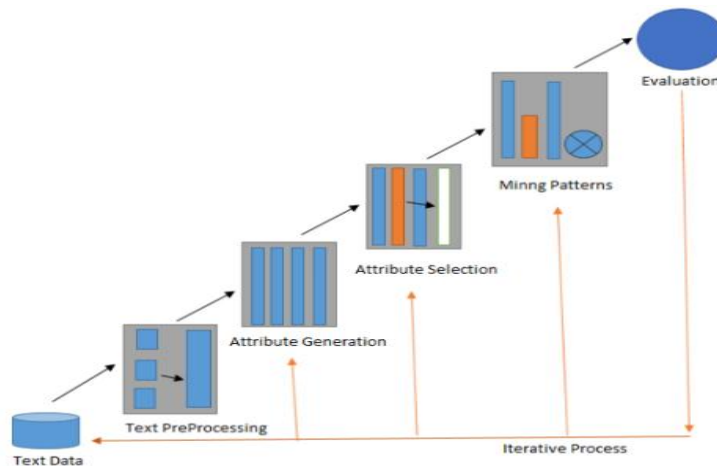 Evaluation
Minng Patterns
Attribute Selection
Attribute Generation
Text PreProcessing
Iterative Process
Text Data